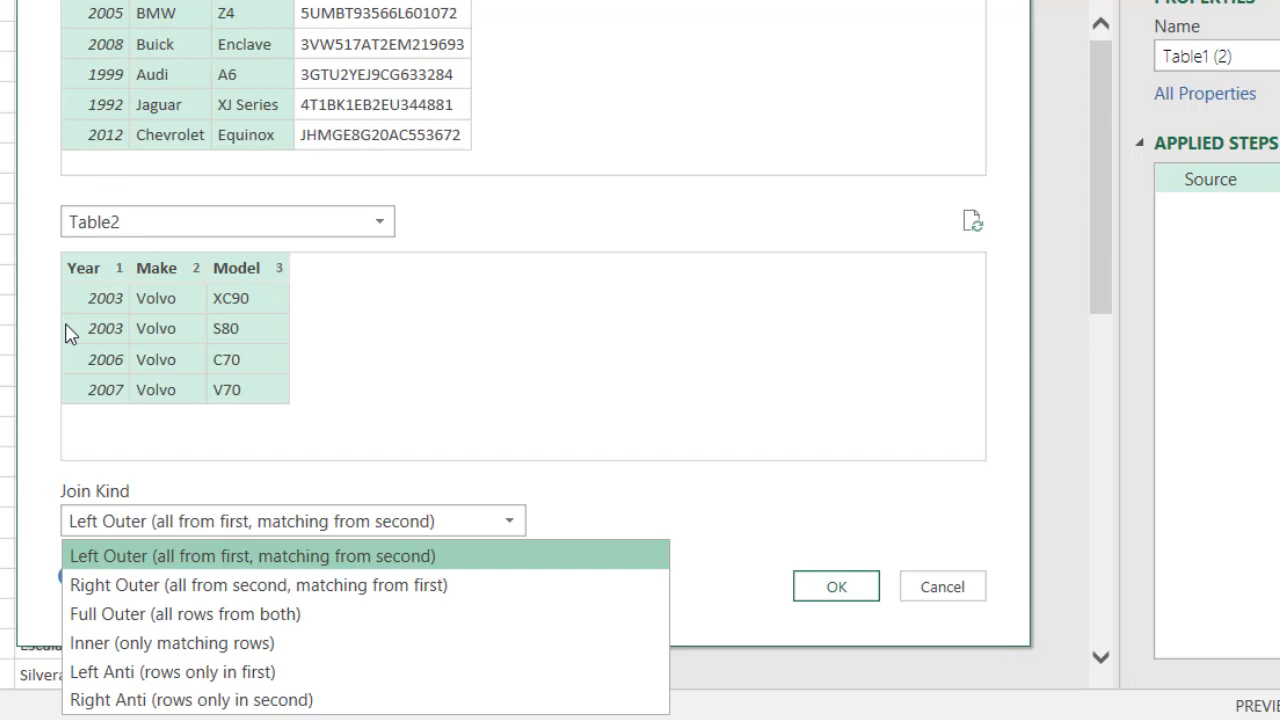 PROPERTIES
2005 BMW Z4 5UMBT93566L601072
Name
2008 Buick Enclave 3VW517AT2EM219693
Table1 (2)
1999 Audi A6 3GTU2YEJ9CG633284
All Properties
1992 Jaguar XJ Series 4T1BK1EB2EU344881
2012 Chevrolet Equinox JHMGE8G20AC553672
APPLIED STEPS
Source
Table2
Year 1 Make 2 Model 3
2003 Volvo XC90
2003 Volvo S80
2006 Volvo C70
2007 Volvo V70
Join Kind
Left Outer (all from first, matching from second)
Left Outer (all from first, matching from second)
Right Outer (all from second, matching from first)
OK
Cancel
Full Outer (all rows from both)
Inner (only matching rows)
Left Anti (rows only in first)
Silver
Right Anti (rows only in second)
PREVIE